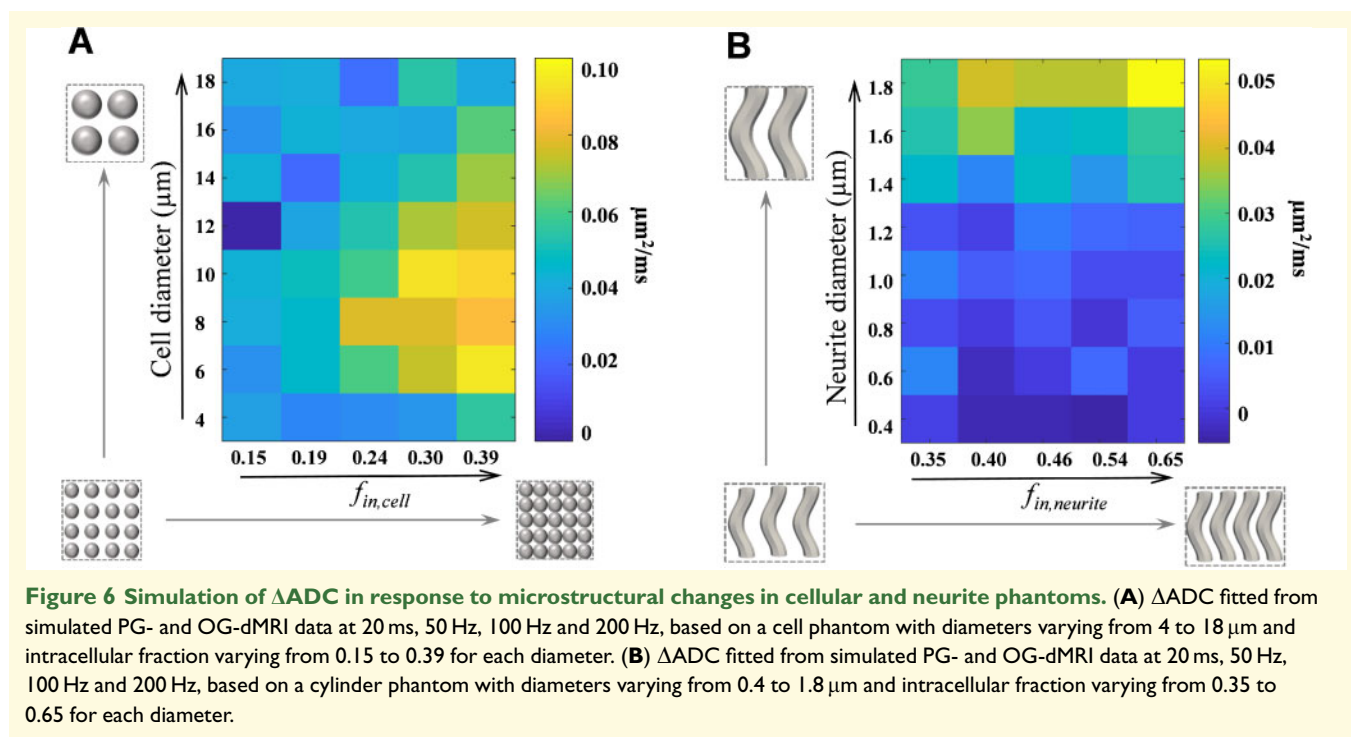 A
B
18
16
14
12
10
8
6
4
Cell diameter (μm)
0.15 0.19 0.24 0.30 0.39
f in,cell
0.10
0.08
0.06
0.04
0.02
0
μm²/ms
1.8
1.6
1.4
1.2
1.0
0.8
0.6
0.4
Neurite diameter (μm)
0.35 0.40 0.46 0.54 0.65
f in,neurite
0.05
0.04
0.03
0.02
0.01
0
μm²/ms
Figure 6 Simulation of ΔADC in response to microstructural changes in cellular and neurite phantoms. (A) ΔADC fitted from
simulated PG- and OG-dMRI data at 20 ms, 50 Hz, 100 Hz and 200 Hz, based on a cell phantom with diameters varying from 4 to 18 μm and
intracellular fraction varying from 0.15 to 0.39 for each diameter. (B) ΔADC fitted from simulated PG- and OG-dMRI data at 20 ms, 50 Hz,
100 Hz and 200 Hz, based on a cylinder phantom with diameters varying from 0.4 to 1.8 μm and intracellular fraction varying from 0.35 to
0.65 for each diameter.